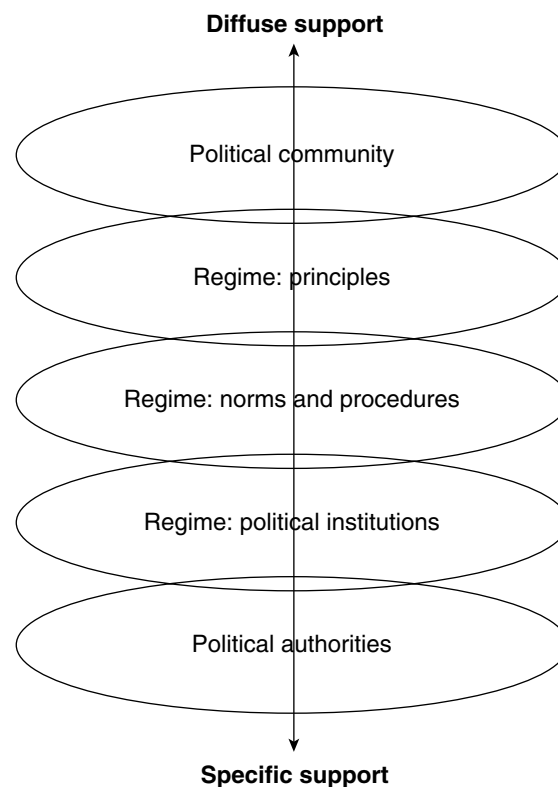 Diffuse support
Political community
Regime: principles
Regime: norms and procedures
Regime: political institutions
Political authorities
Specific support